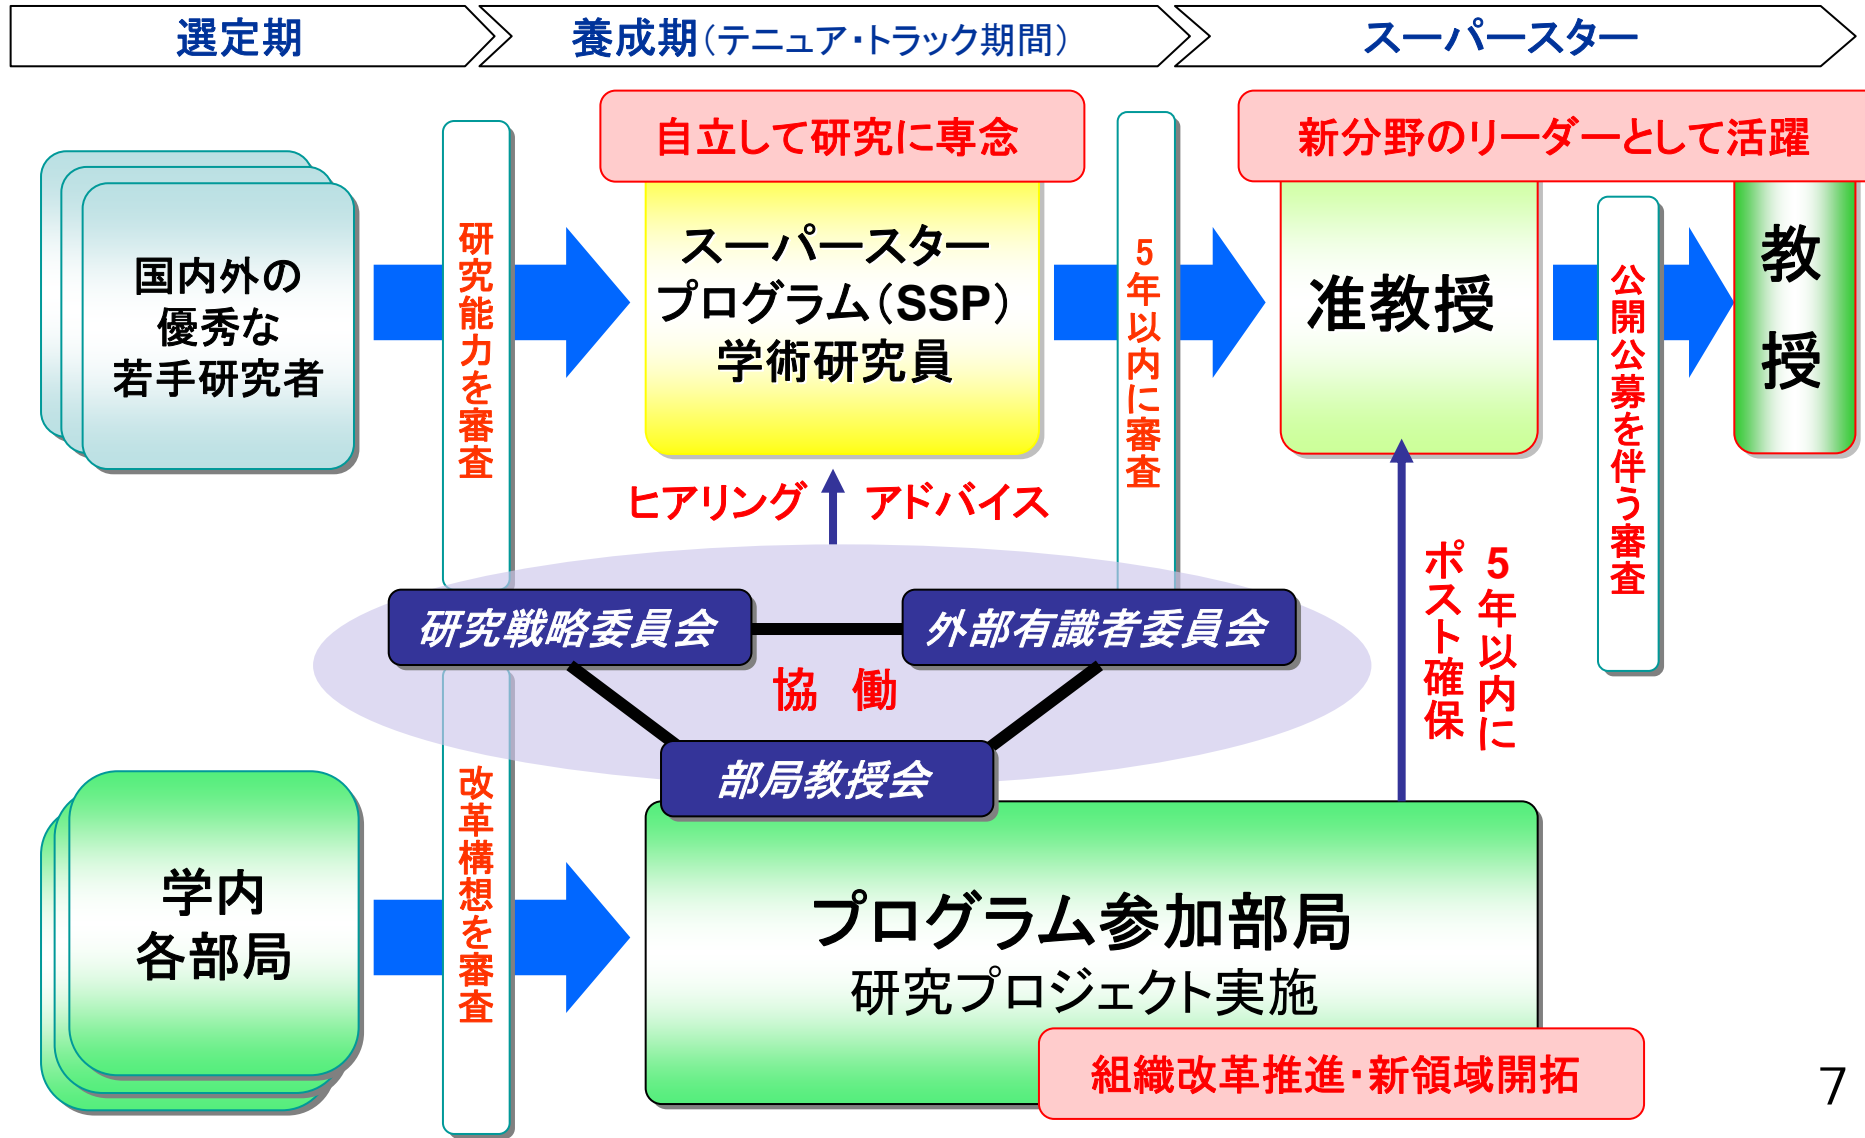 選定期
養成期(テニュア・トラック期間)
スーパースター
自立して研究に専念
新分野のリーダーとして活躍
国内外の
優秀な
若手研究者
研究能力を審査
スーパースター
プログラム(SSP)
学術研究員
5年以内に審査
准教授
公開公募を伴う審査
教
授
ヒアリング
アドバイス
5年以内に
ポスト確保
研究戦略委員会
外部有識者委員会
協 働
部局教授会
学内
各部局
改革構想を審査
プログラム参加部局
研究プロジェクト実施
組織改革推進・新領域開拓
7